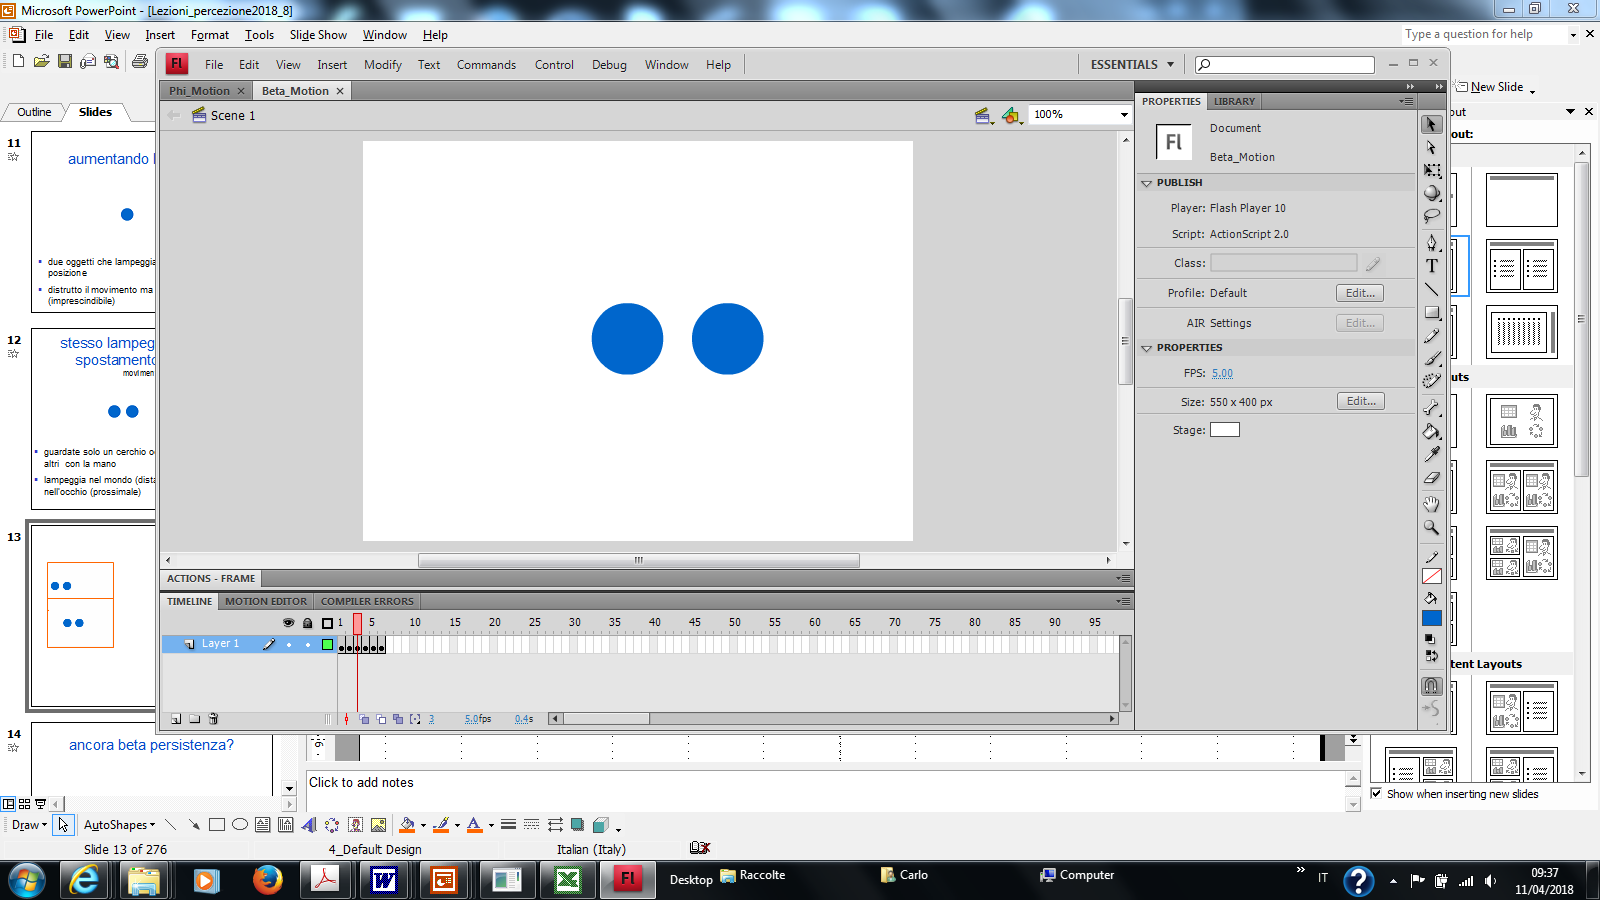 Microsoft PowerPoint - [Lezioni_percezione2018_8]
File Edit View Insert Format Tools Slide Show Window Help
Type a question for help
Fl File Edit View Insert Modify Text Commands Control Debug Window Help
ESSENTIALS
New Slide
Phi_Motion
Beta_Motion
PROPERTIES LIBRARY
Outline Slides
out
Scene 1
100%
out:
Fl
Document
Beta_Motion
PUBLISH
Player: Flash Player 10
Script: ActionScript 2.0
Class:
Profile: Default Edit...
AIR Settings Edit...
PROPERTIES
FPS: 5.00
Size: 550 x 400 px Edit...
Stage:
uts
tent Layouts
11
aumentando l
due oggetti che lampeggia
posizione
distrutto il movimento ma
(imprescindibile)
12
stesso lampeg
spostamento
movimen
guardate solo un cerchio o
altri con la mano
lampeggia nel mondo (dista
nell'occhio (prossimale)
13
14
ancora beta persistenza?
ACTIONS - FRAME
TIMELINE MOTION EDITOR COMPILER ERRORS
1 5 10 15 20 25 30 35 40 45 50 55 60 65 70 75 80 85 90 95
Layer 1
3 5.0fps 0.4s
Click to add notes
Show when inserting new slides
Draw AutoShapes
Slide 13 of 276
4_Default Design
Italian (Italy)
Fl
Desktop
Raccolte
Carlo
Computer
»
IT
09:37
11/04/2018